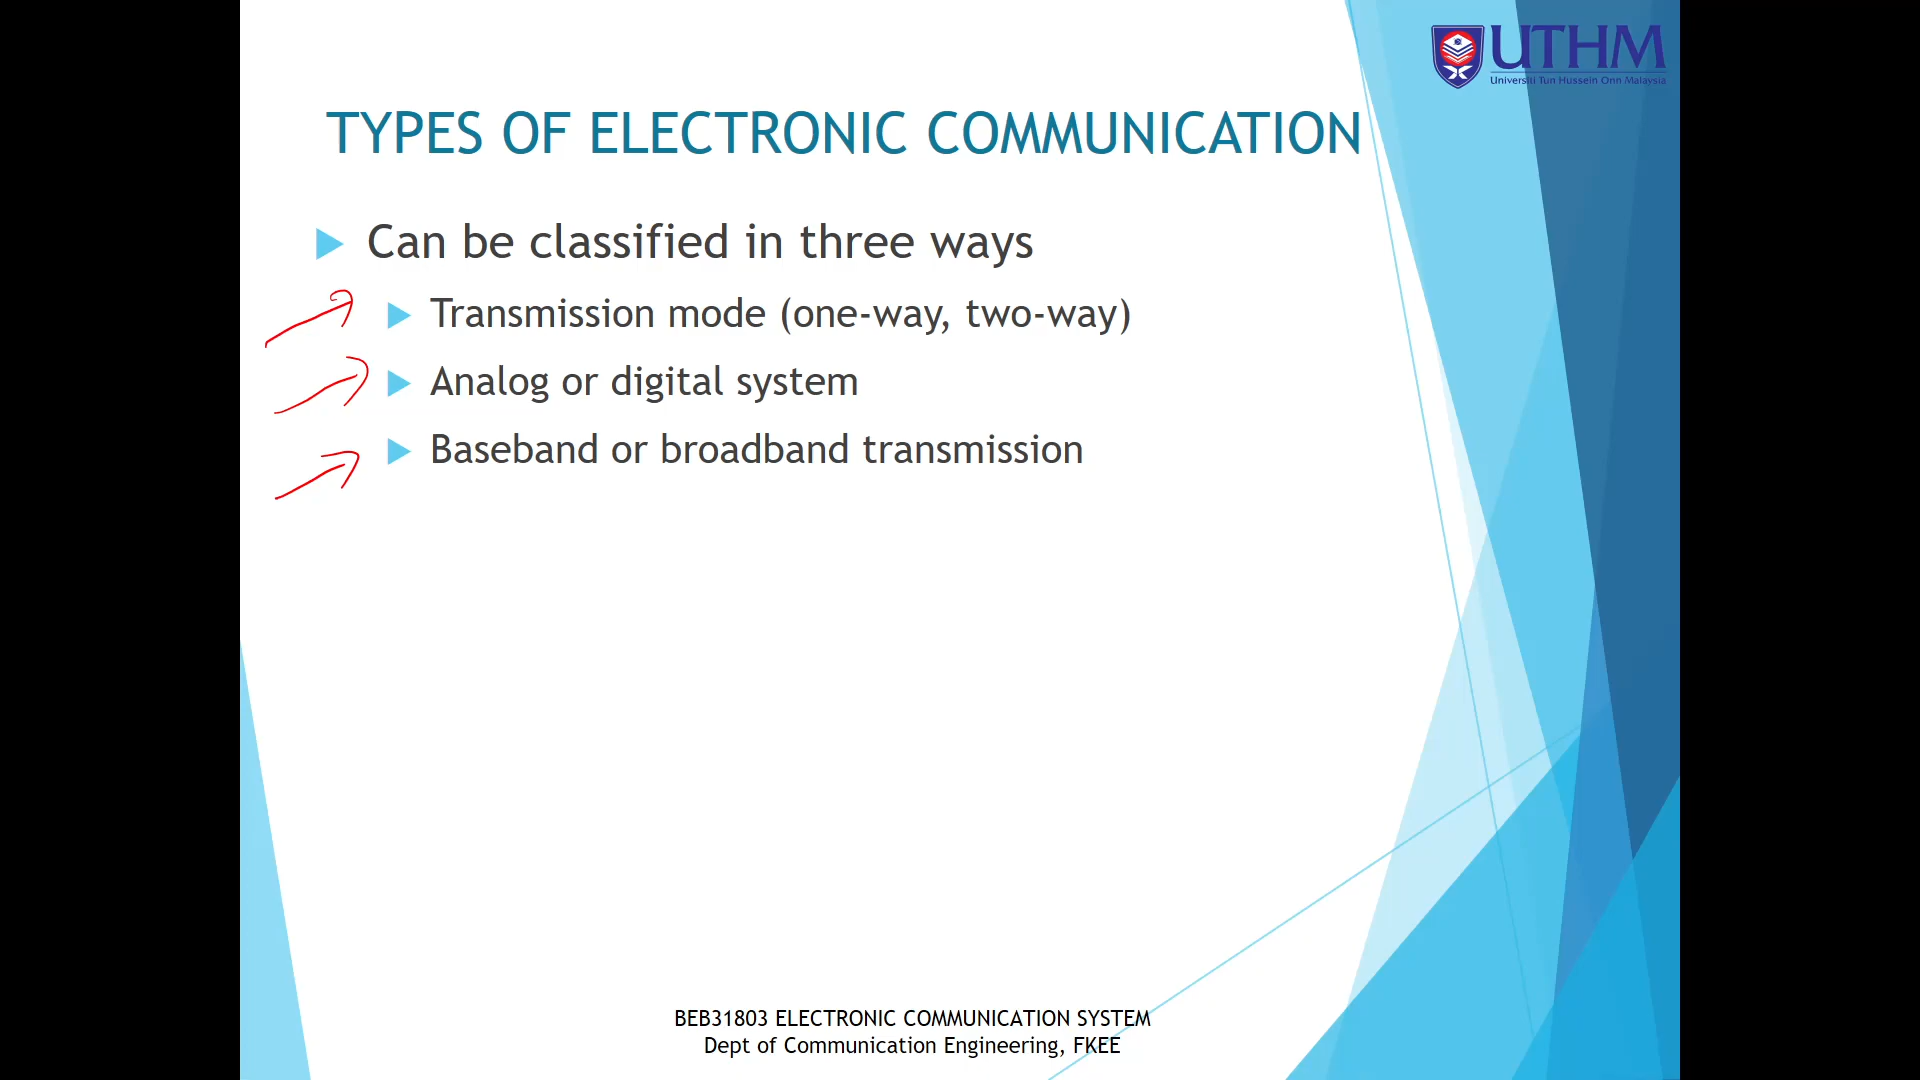 UTHM
Universiti Tun Hussein Onn Malaysia
TYPES OF ELECTRONIC COMMUNICATION
Can be classified in three ways
Transmission mode (one-way, two-way)
Analog or digital system
Baseband or broadband transmission
BEB31803 ELECTRONIC COMMUNICATION SYSTEM
Dept of Communication Engineering, FKEE